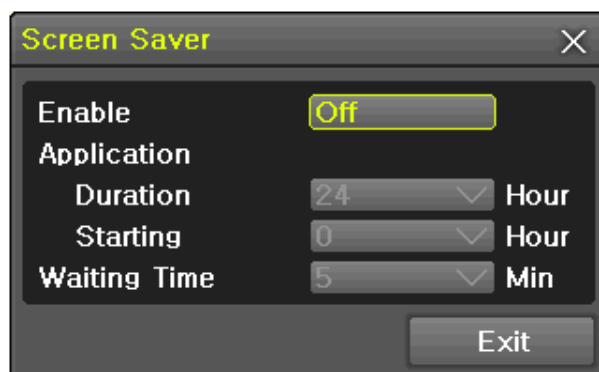 Screen Saver
Enable Off
Application
Duration 24 Hour
Starting 0 Hour
Waiting Time 5 Min
Exit